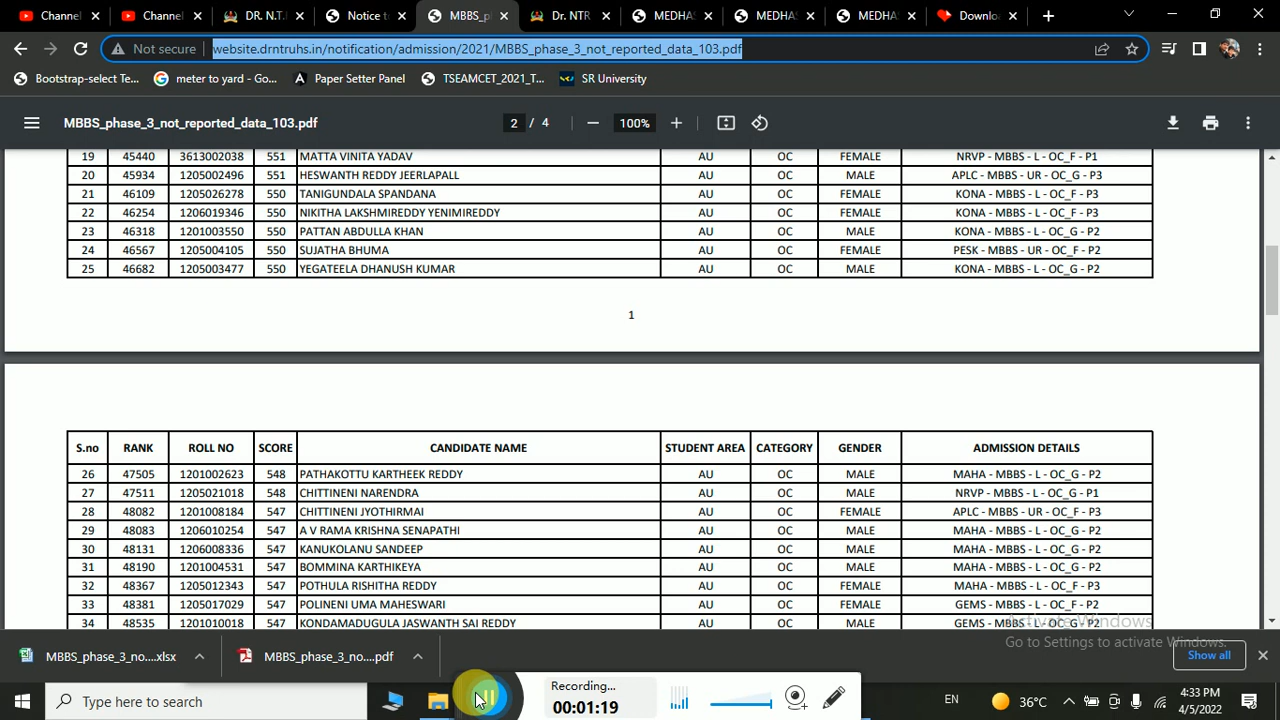 Channel
Channel
DR. N.T.I
Notice t
MBBS_p
Dr. NTR
MEDHA
MEDHA
MEDHA
Downlo
Not secure
website.drntruhs.in/notification/admission/2021/MBBS_phase_3_not_reported_data_103.pdf
Bootstrap-select Te...
meter to yard - Go...
Paper Setter Panel
TSEAMCET_2021_T...
SR University
MBBS_phase_3_not_reported_data_103.pdf
2 / 4
100%
19 45440 3613002038 551 MATTA VINITA YADAV AU OC FEMALE NRVP - MBBS - L - OC_F - P1
20 45934 1205002496 551 HESWANTH REDDY JEERLAPALL AU OC MALE APLC - MBBS - UR - OC_G - P3
21 46109 1205026278 550 TANIGUNDALA SPANDANA AU OC FEMALE KONA - MBBS - L - OC_F - P3
22 46254 1206019346 550 NIKITHA LAKSHMIREDDY YENIMIREDDY AU OC FEMALE KONA - MBBS - L - OC_F - P3
23 46318 1201003550 550 PATTAN ABDULLA KHAN AU OC MALE KONA - MBBS - L - OC_G - P2
24 46567 1205004105 550 SUJATHA BHUMA AU OC FEMALE PESK - MBBS - UR - OC_F - P2
25 46682 1205003477 550 YEGATEELA DHANUSH KUMAR AU OC MALE KONA - MBBS - L - OC_G - P2
1
S.no RANK ROLL NO SCORE CANDIDATE NAME STUDENT AREA CATEGORY GENDER ADMISSION DETAILS
26 47505 1201002623 548 PATHAKOTTU KARTHEEK REDDY AU OC MALE MAHA - MBBS - L - OC_G - P2
27 47511 1205021018 548 CHITTINENI NARENDRA AU OC MALE NRVP - MBBS - L - OC_G - P1
28 48082 1201008184 547 CHITTINENI JYOTHIRMAI AU OC FEMALE APLC - MBBS - UR - OC_F - P3
29 48083 1206010254 547 A V RAMA KRISHNA SENAPATHI AU OC MALE MAHA - MBBS - L - OC_G - P2
30 48131 1206008336 547 KANUKOLANU SANDEEP AU OC MALE MAHA - MBBS - L - OC_G - P2
31 48190 1201004531 547 BOMMINA KARTHIKEYA AU OC MALE MAHA - MBBS - L - OC_G - P2
32 48367 1205012343 547 POTHULA RISHITHA REDDY AU OC FEMALE MAHA - MBBS - L - OC_F - P3
33 48381 1205017029 547 POLINENI UMA MAHESWARI AU OC FEMALE GEMS - MBBS - L - OC_F - P2
34 48535 1201010018 547 KONDAMADUGULA JASWANTH SAI REDDY AU OC MALE GEMS - MBBS - L - OC_G - P2
Activate Windows
Go to Settings to activate Windows.
MBBS_phase_3_no....xlsx
MBBS_phase_3_no....pdf
Show all
Type here to search
Recording...
00:01:19
EN
36°C
4:33 PM
4/5/2022